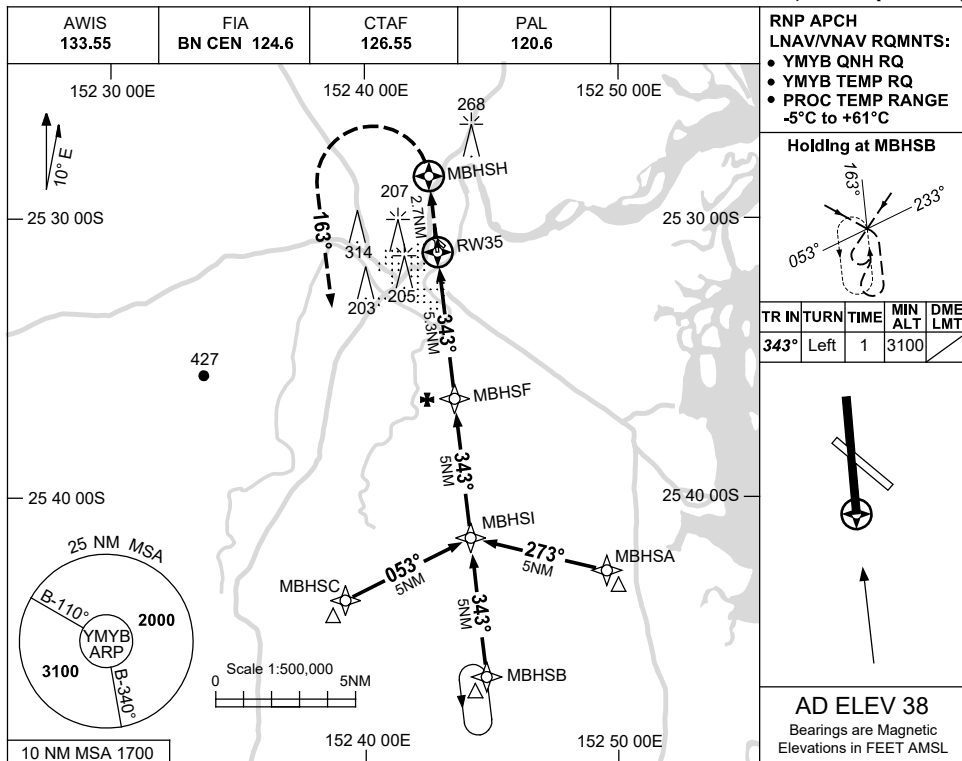 AWIS
133.55
FIA
BN CEN 124.6
CTAF
126.55
PAL
120.6
RNP APCH
LNAV/VNAV RQMNTS:
• YMYB QNH RQ
• YMYB TEMP RQ
• PROC TEMP RANGE
-5°C to +61°C
152 30 00E
152 40 00E
152 50 00E
10° E
268
MBHSH
207
2.7NM
163°
25 30 00S
25 30 00S
RW35
314
203
205
343°
5.3NM
427
MBHSF
343°
5NM
25 40 00S
25 40 00S
MBHSI
053°
5NM
273°
5NM
MBHSC
MBHSA
343°
5NM
MBHSB
25 NM MSA
B-110°
2000
YMYB
ARP
3100
B-340°
Scale 1:500,000
0 5NM
10 NM MSA 1700
152 40 00E
152 50 00E
Holding at MBHSB
163°
233°
053°
TR IN TURN TIME MIN ALT DME LMT
343° Left 1 3100
AD ELEV 38
Bearings are Magnetic
Elevations in FEET AMSL